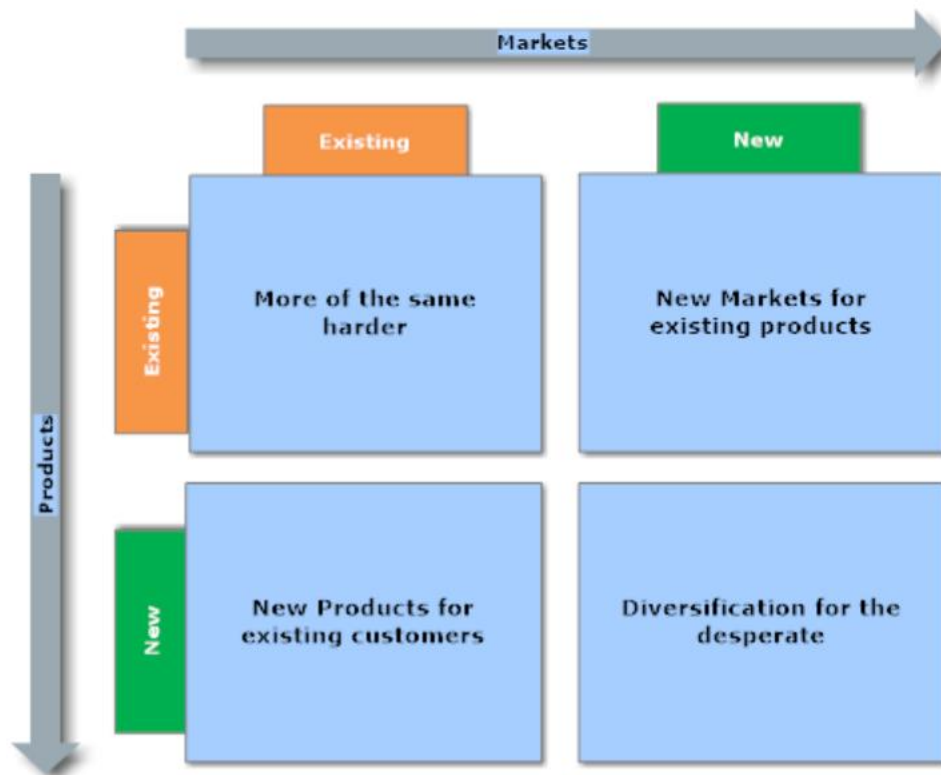 Markets
Existing
New
Existing
More of the same
harder
New Markets for
existing products
Products
New
New Products for
existing customers
Diversification for the
desperate